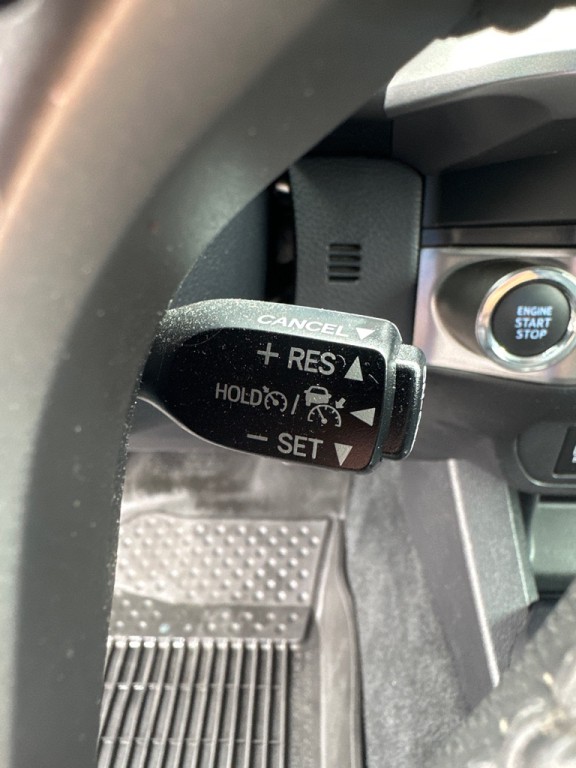 CANCEL
+ RES
HOLD /
- SET
ENGINE
START
STOP